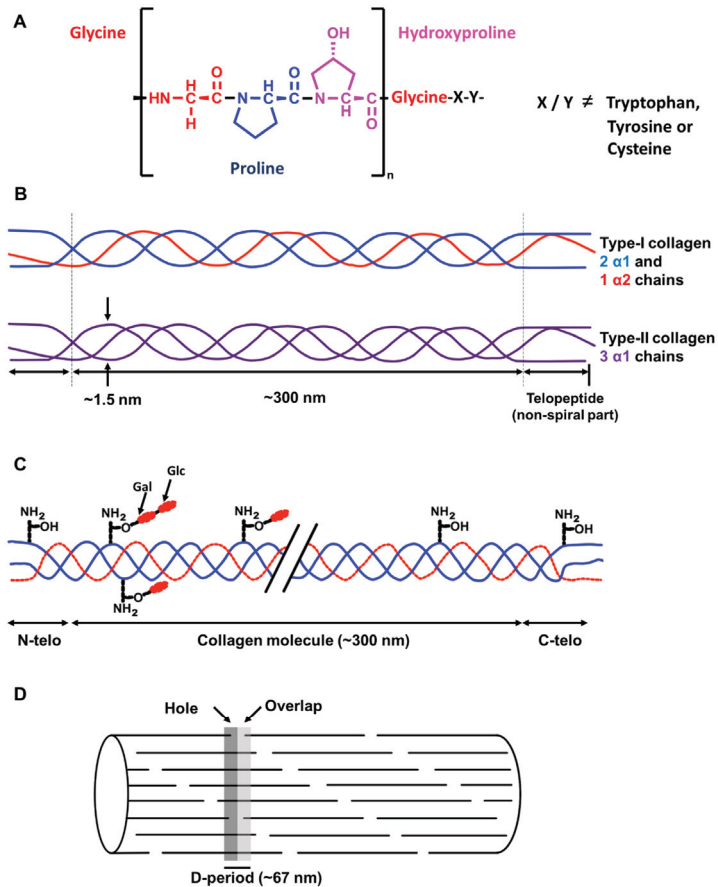 A
Glycine
Hydroxyproline
OH
O
O
HN
C
H
H
C
N
H
C
C
N
H
C
C
O
Glycine-X-Y-
n
Proline
X / Y ≠ Tryptophan,
Tyrosine or
Cysteine
B
Type-I collagen
2 α1 and
1 α2 chains
Type-II collagen
3 α1 chains
~1.5 nm
~300 nm
Telopeptide
(non-spiral part)
C
Glc
Gal
NH2
OH
NH2
O
NH2
O
NH2
OH
NH2
OH
NH2
O
N-telo
Collagen molecule (~300 nm)
C-telo
D
Hole
Overlap
D-period (~67 nm)